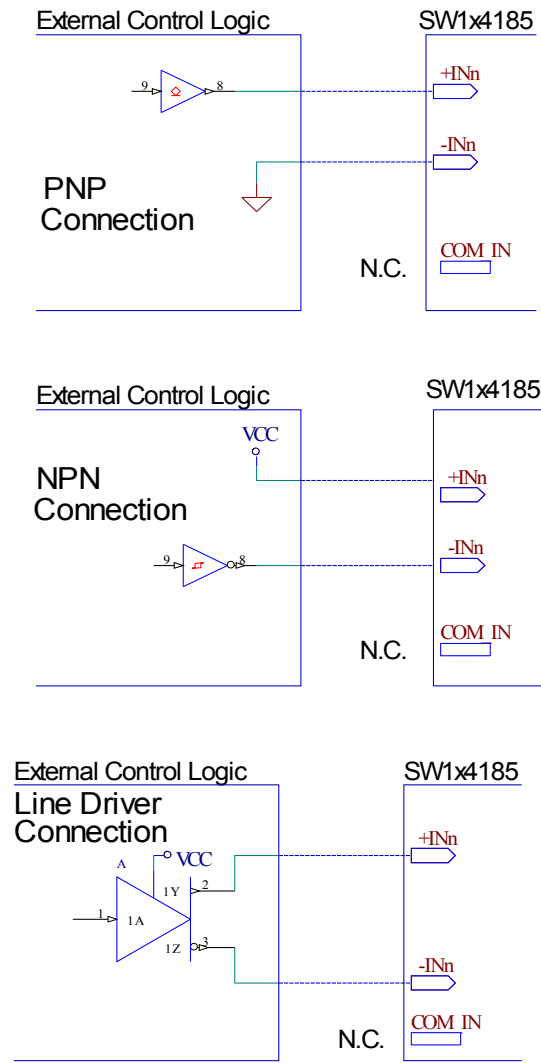 External Control Logic
SW1x4185
9
8
+INn
-INn
PNP
Connection
COM_IN
N.C.
External Control Logic
SW1x4185
VCC
NPN
Connection
+INn
9
8
-INn
COM_IN
N.C.
External Control Logic
SW1x4185
Line Driver
Connection
+INn
A
VCC
1Y
2
1
1A
1Z
3
-INn
COM_IN
N.C.